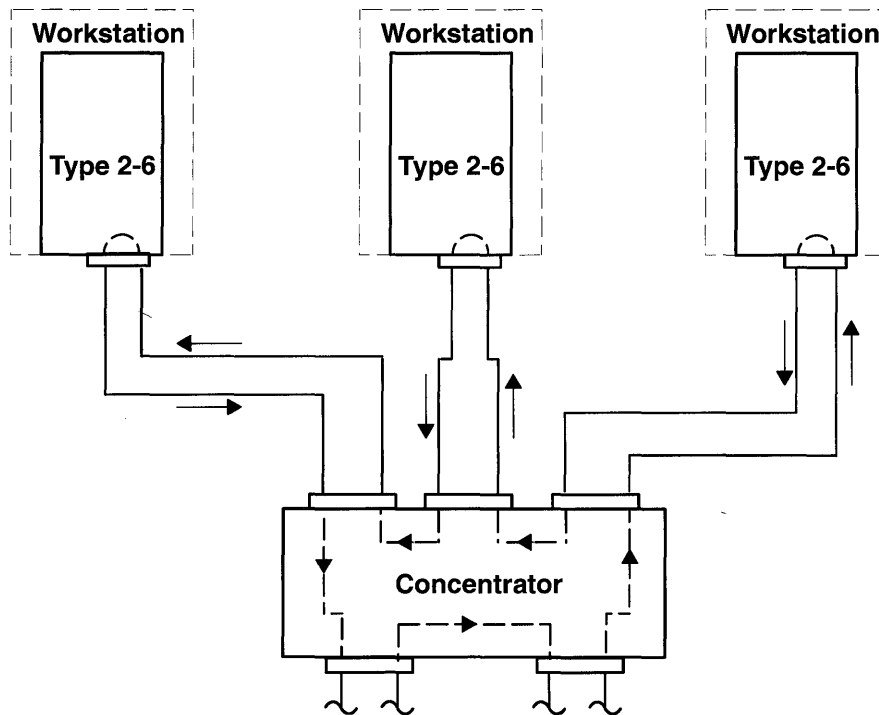 Workstation
Workstation
Workstation
Type 2-6
Type 2-6
Type 2-6
Concentrator